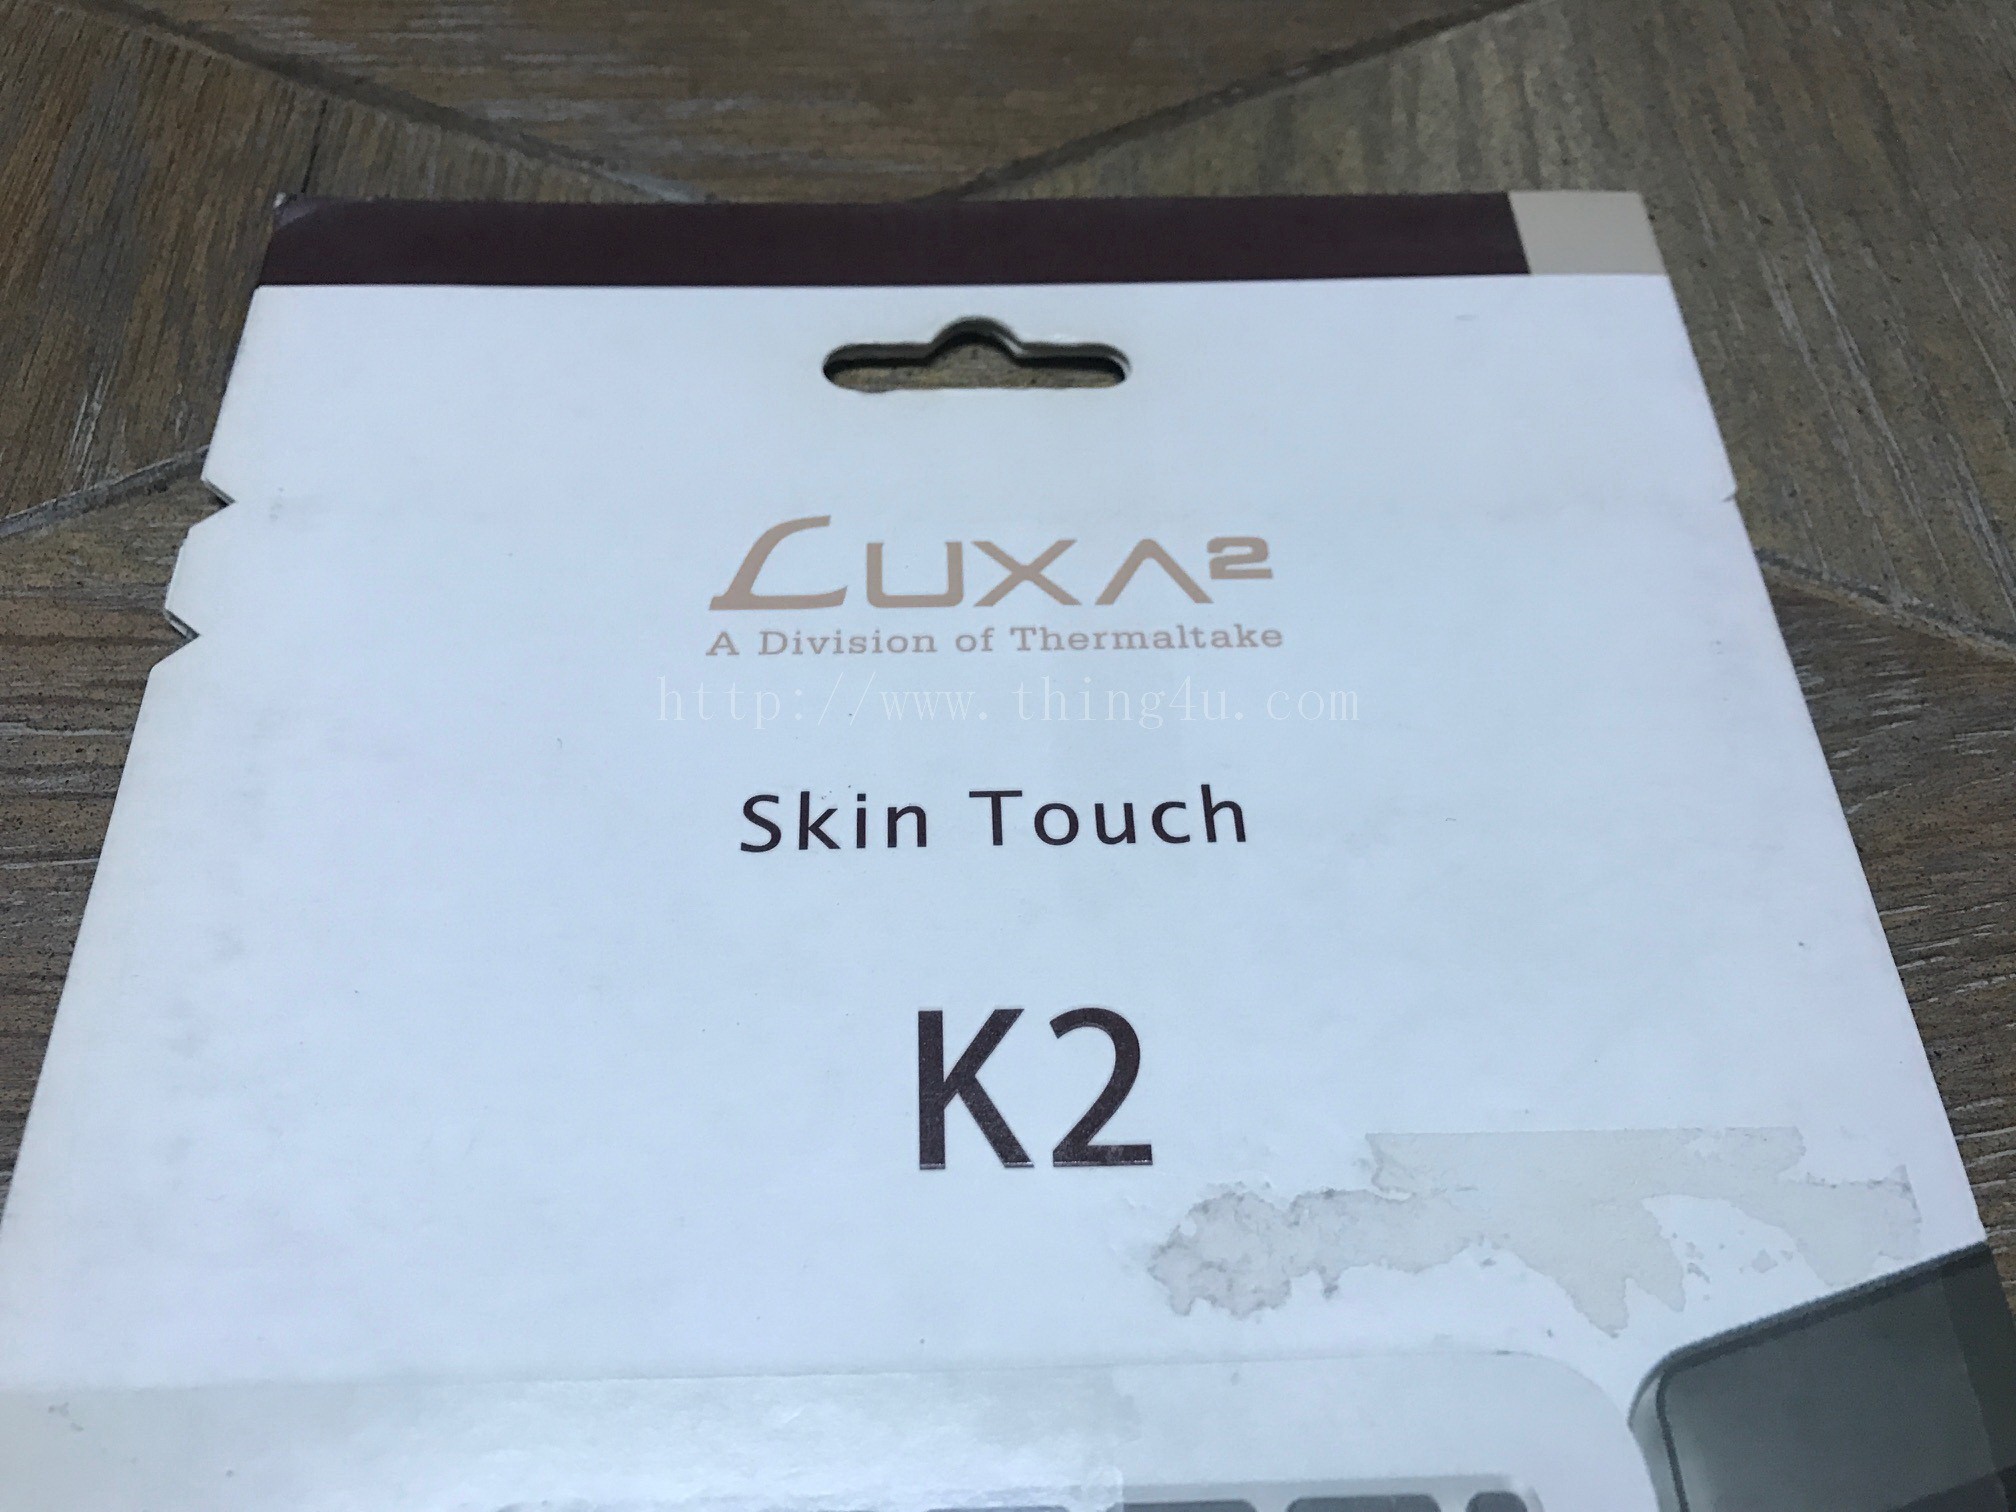 LUXA2
A Division of Thermaltake
http://www.thing4u.com
Skin Touch
K2